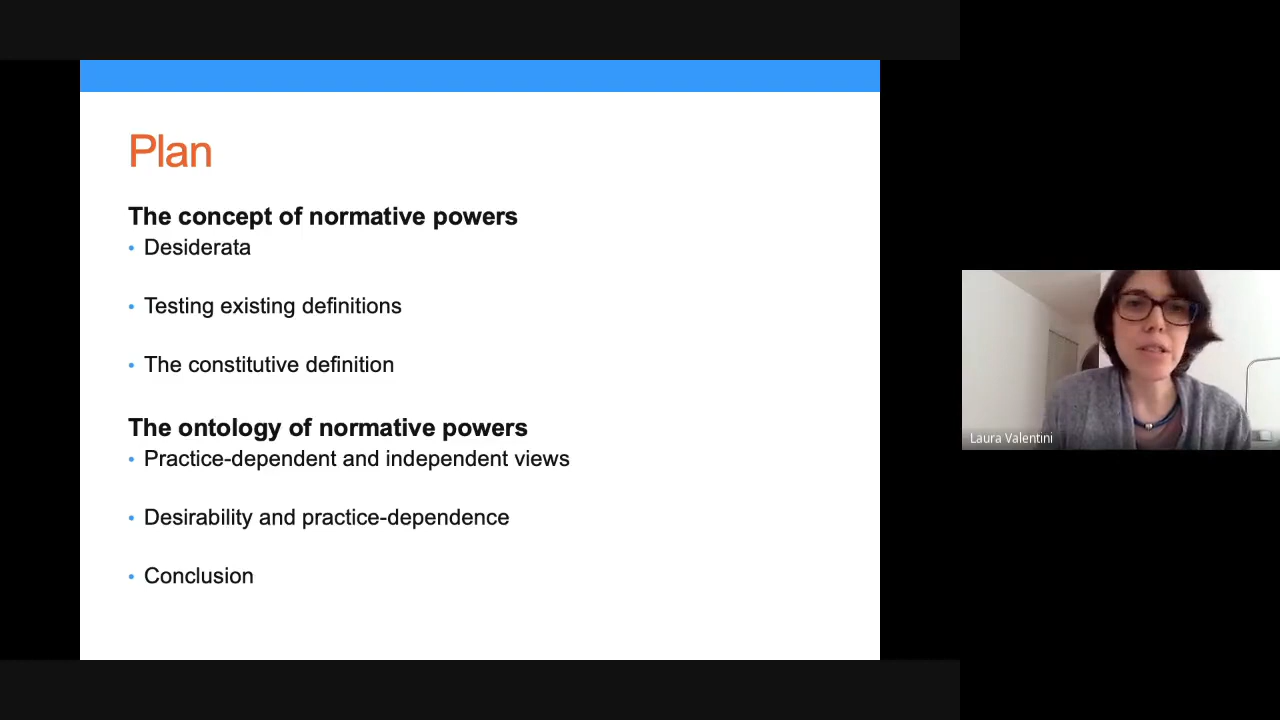 Plan
The concept of normative powers
• Desiderata
• Testing existing definitions
• The constitutive definition
The ontology of normative powers
• Practice-dependent and independent views
• Desirability and practice-dependence
• Conclusion
Laura Valentini